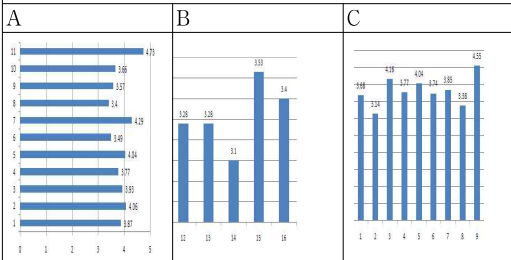 A
B
C
11 4.73
10 3.66
9 3.57
8 3.4
7 4.29
6 3.49
5 4.04
4 3.77
3 3.93
2 4.06
1 3.87
0 1 2 3 4 5
3.28 3.28 3.1 3.53 3.4
12 13 14 15 16
3.68 3.14 4.16 3.77 4.04 3.74 3.85 3.38 4.55
1 2 3 4 5 6 7 8 9